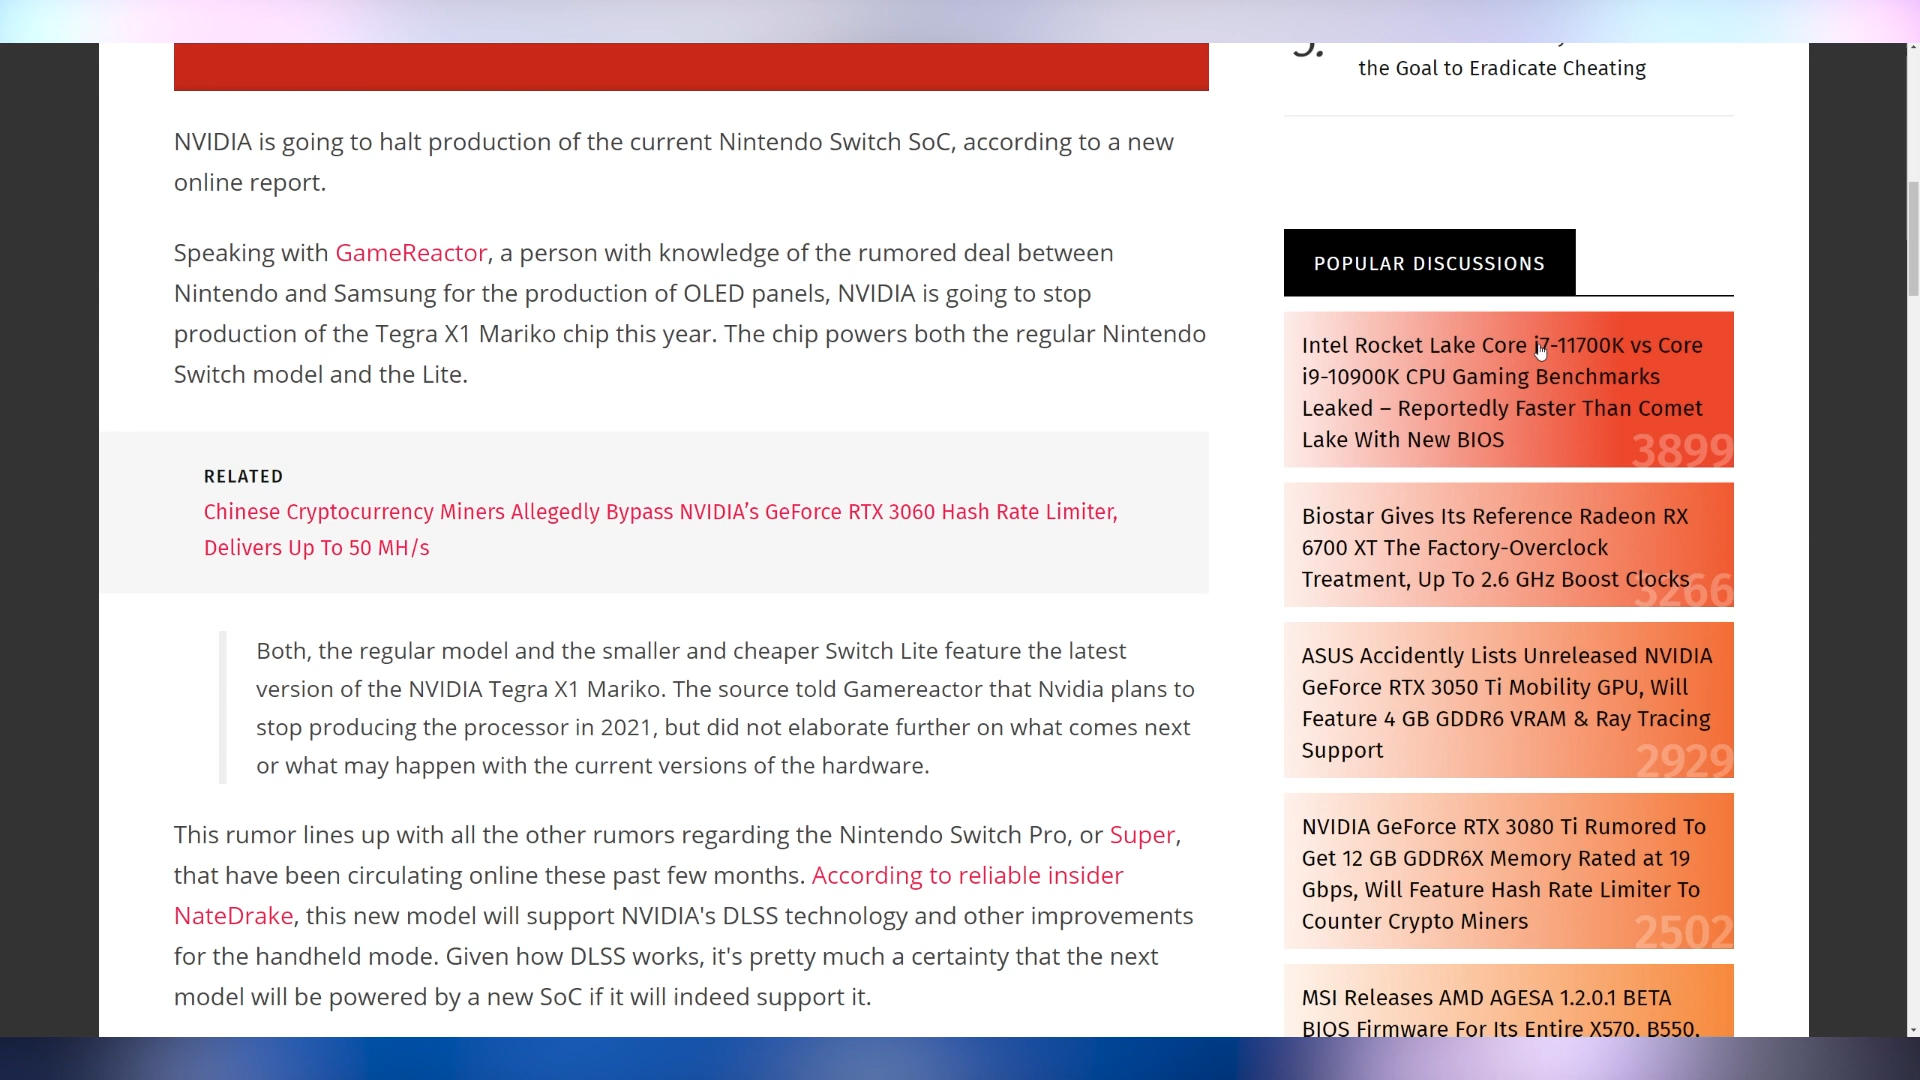 NVIDIA is going to halt production of the current Nintendo Switch SoC, according to a new
online report.
Speaking with GameReactor, a person with knowledge of the rumored deal between
Nintendo and Samsung for the production of OLED panels, NVIDIA is going to stop
production of the Tegra X1 Mariko chip this year. The chip powers both the regular Nintendo
Switch model and the Lite.
RELATED
Chinese Cryptocurrency Miners Allegedly Bypass NVIDIA’s GeForce RTX 3060 Hash Rate Limiter,
Delivers Up To 50 MH/s
Both, the regular model and the smaller and cheaper Switch Lite feature the latest
version of the NVIDIA Tegra X1 Mariko. The source told Gamereactor that Nvidia plans to
stop producing the processor in 2021, but did not elaborate further on what comes next
or what may happen with the current versions of the hardware.
This rumor lines up with all the other rumors regarding the Nintendo Switch Pro, or Super,
that have been circulating online these past few months. According to reliable insider
NateDrake, this new model will support NVIDIA's DLSS technology and other improvements
for the handheld mode. Given how DLSS works, it's pretty much a certainty that the next
model will be powered by a new SoC if it will indeed support it.
5.
the Goal to Eradicate Cheating
POPULAR DISCUSSIONS
Intel Rocket Lake Core i7-11700K vs Core
i9-10900K CPU Gaming Benchmarks
Leaked – Reportedly Faster Than Comet
Lake With New BIOS
3899
Biostar Gives Its Reference Radeon RX
6700 XT The Factory-Overclock
Treatment, Up To 2.6 GHz Boost Clocks
3266
ASUS Accidently Lists Unreleased NVIDIA
GeForce RTX 3050 Ti Mobility GPU, Will
Feature 4 GB GDDR6 VRAM & Ray Tracing
Support
2929
NVIDIA GeForce RTX 3080 Ti Rumored To
Get 12 GB GDDR6X Memory Rated at 19
Gbps, Will Feature Hash Rate Limiter To
Counter Crypto Miners
2502
MSI Releases AMD AGESA 1.2.0.1 BETA
BIOS Firmware For Its Entire X570, B550,